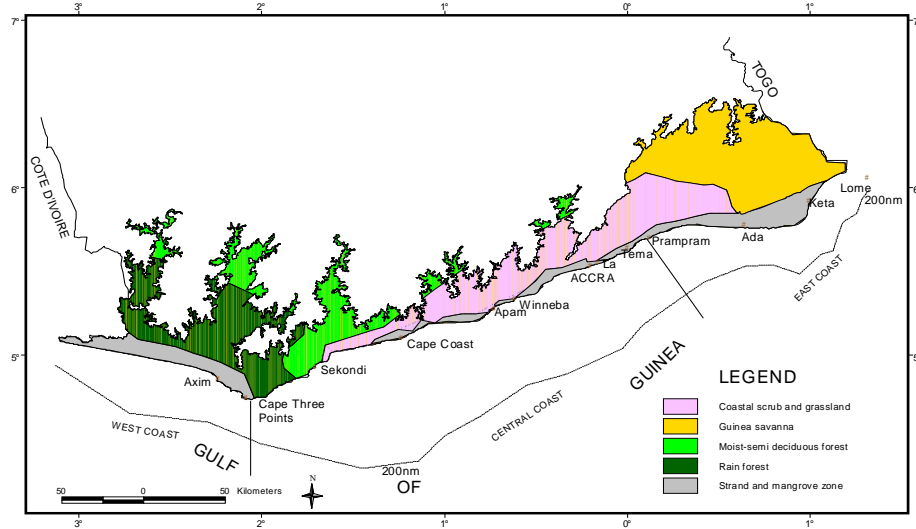 3° 2° 1° 0° 1°
7° 7°
TOGO
COTE D'IVOIRE
6° 6°
Lome
200nm
Keta
Ada
Prampram
Tema
La
ACCRA
EAST COAST
Winneba
Apam
Cape Coast
5° 5°
Sekondi
GUINEA
LEGEND
Axim
Cape Three
Points
Coastal scrub and grassland
CENTRAL COAST
Guinea savanna
WEST COAST
Moist-semi deciduous forest
GULF
Rain forest
200nm
OF
Strand and mangrove zone
50 0 50 Kilometers
N
3° 2° 1° 0° 1°